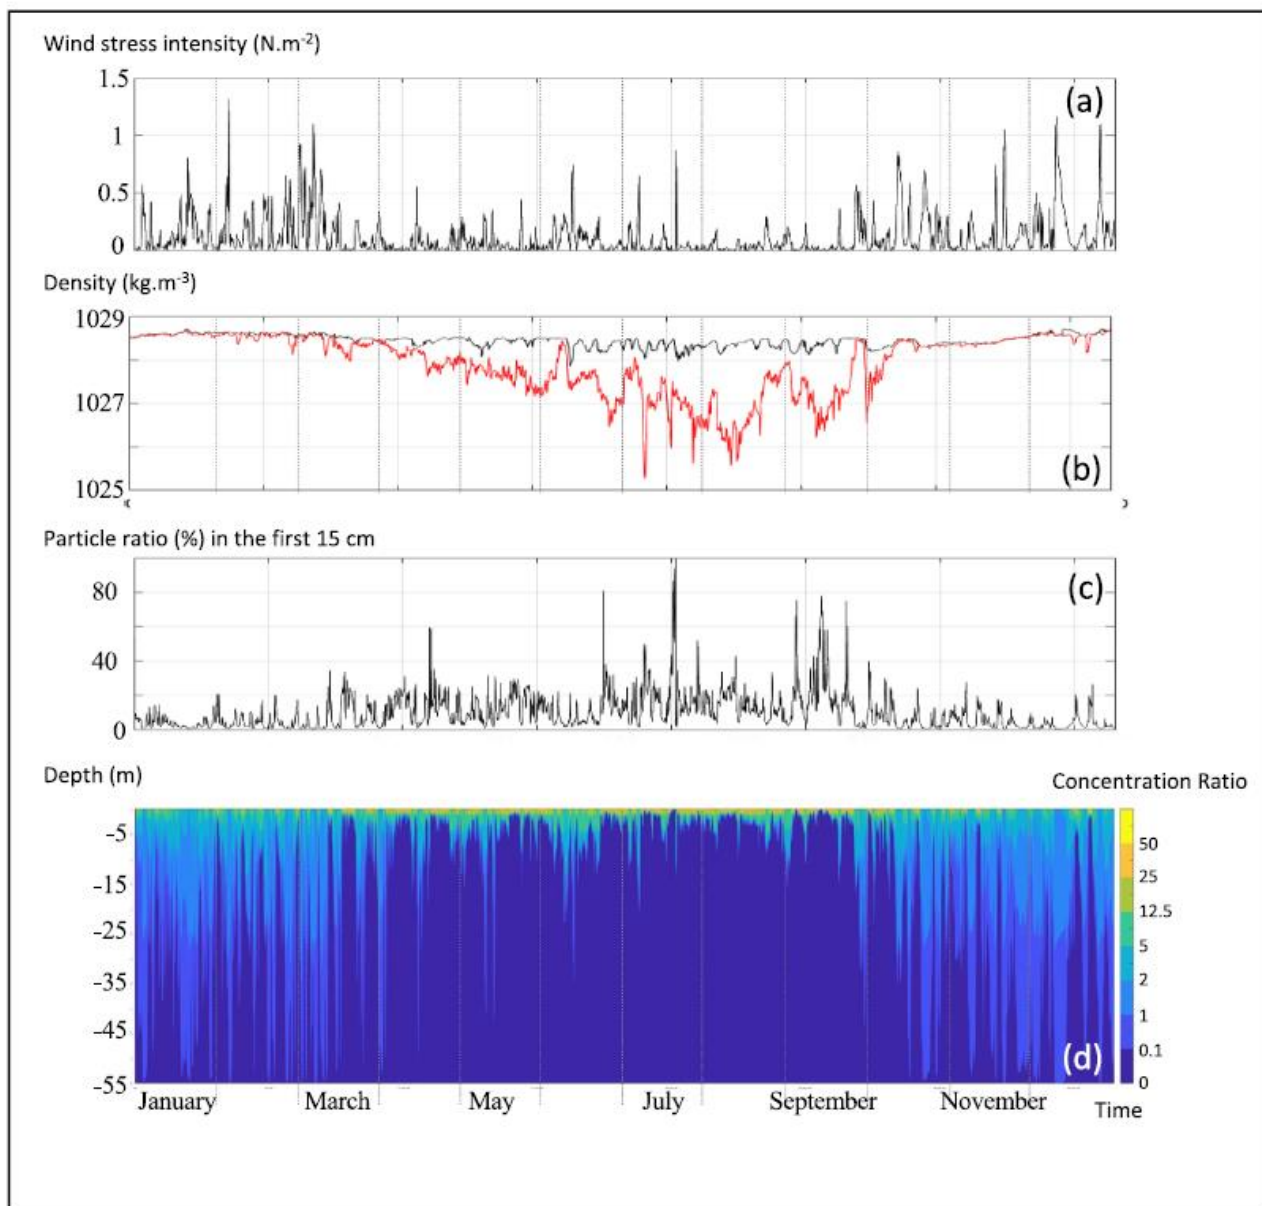 Wind stress intensity (N.m-2)
1.5
(a)
1
0.5
0
Density (kg.m-3)
1029
1027
(b)
1025
Particle ratio (%) in the first 15 cm
(c)
80
40
0
Depth (m)
Concentration Ratio
-5
50
-15
25
12.5
-25
5
-35
2
1
-45
(d)
0.1
-55
0
January March May July September November
Time